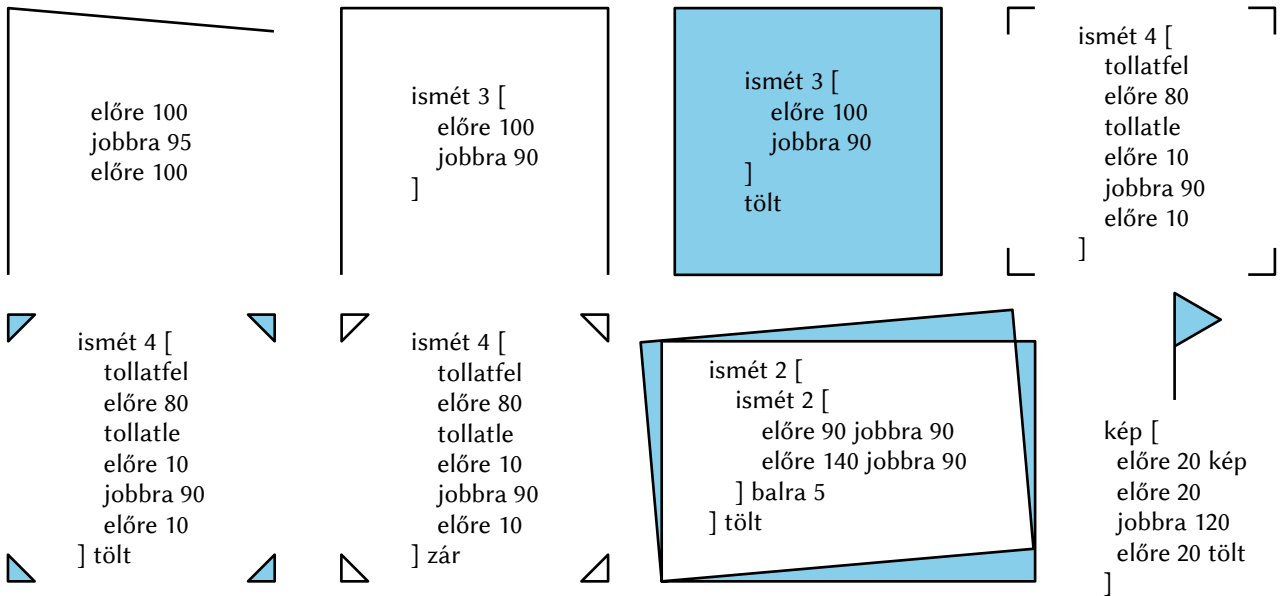 előre 100
jobbra 95
előre 100
ismét 3 [
előre 100
jobbra 90
]
ismét 3 [
előre 100
jobbra 90
]
tölt
ismét 4 [
tollatfel
előre 80
tollatle
előre 10
jobbra 90
előre 10
]
ismét 4 [
tollatfel
előre 80
tollatle
előre 10
jobbra 90
előre 10
] tölt
ismét 4 [
tollatfel
előre 80
tollatle
előre 10
jobbra 90
előre 10
] zár
ismét 2 [
ismét 2 [
előre 90 jobbra 90
előre 140 jobbra 90
] balra 5
] tölt
kép [
előre 20 kép
előre 20
jobbra 120
előre 20 tölt
]